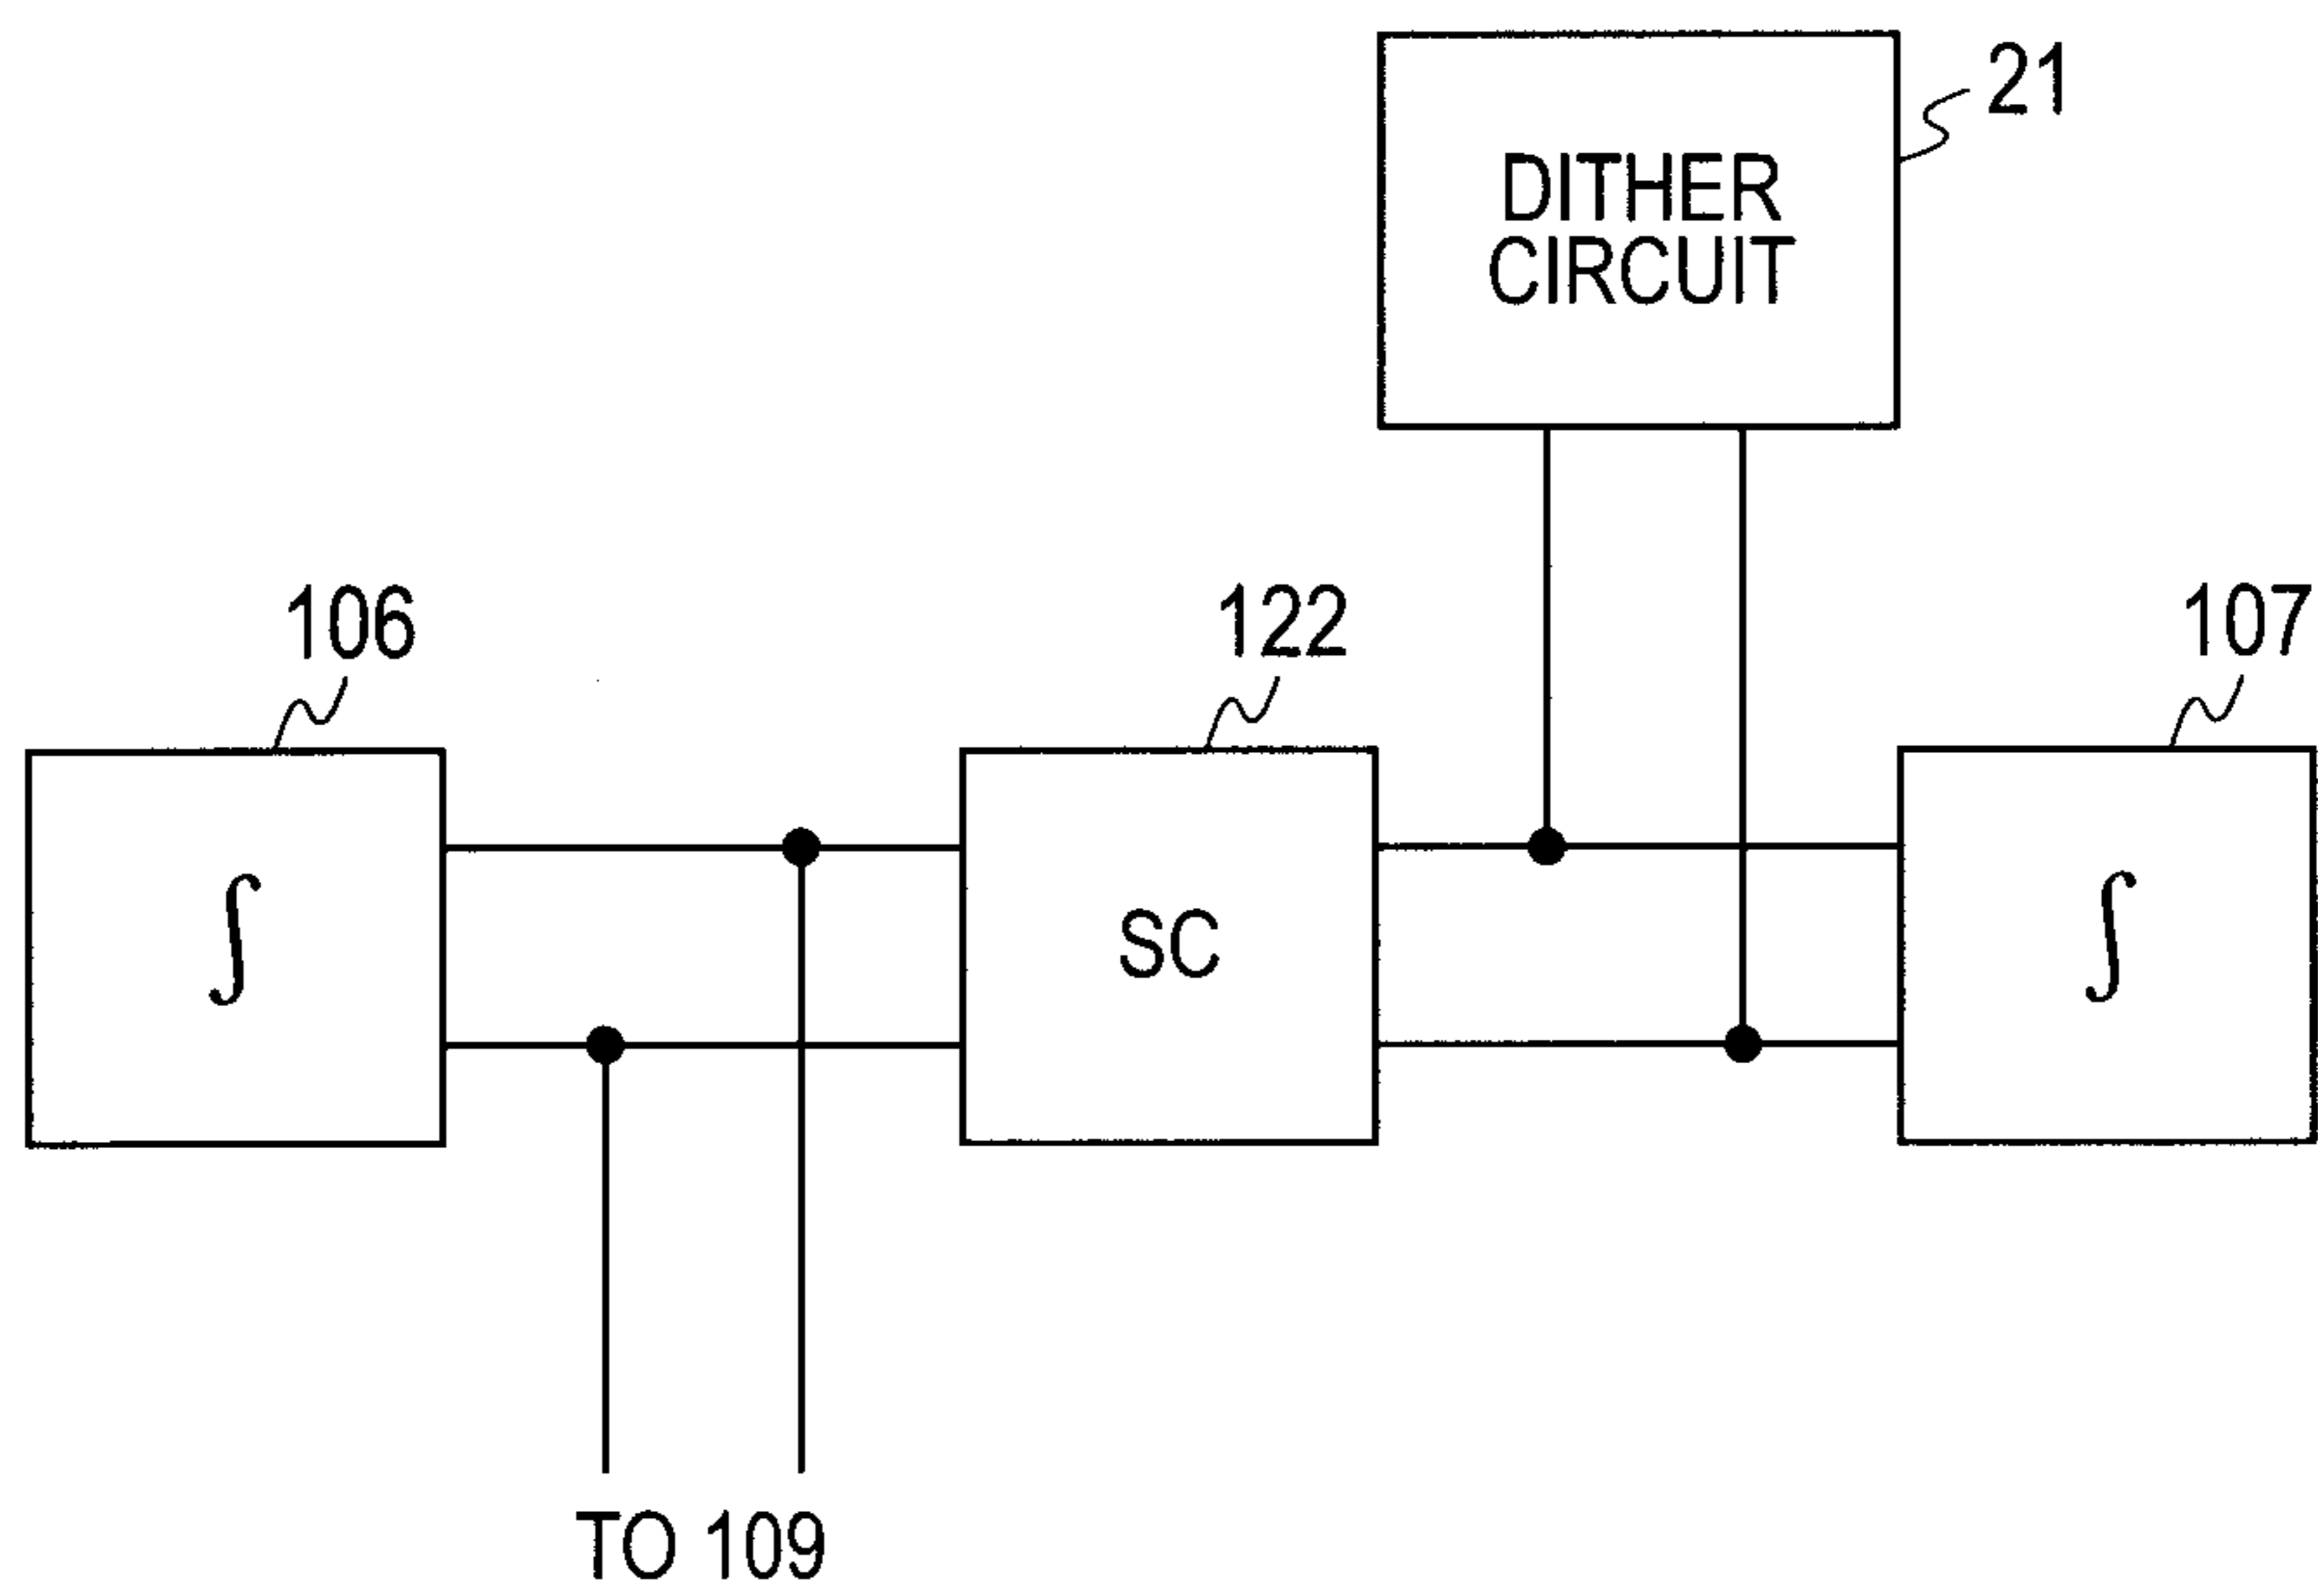 21
DITHER
CIRCUIT
106
122
107
∫
SC
∫
TO 109